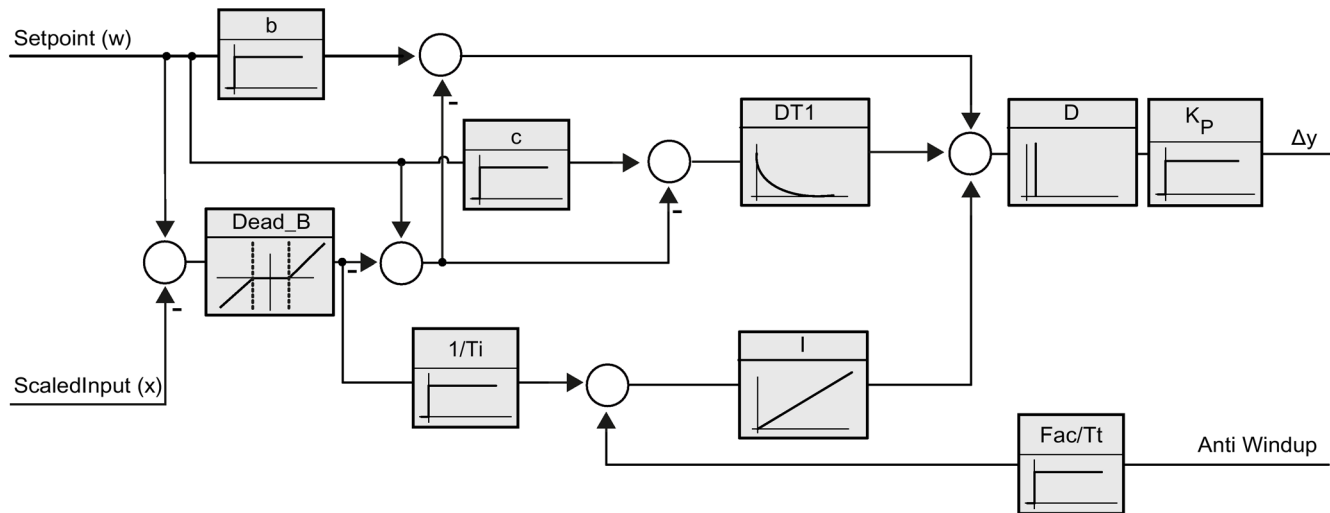 Setpoint (w)
b
-
c
DT1
D
K_P
Δy
-
Dead_B
-
-
ScaledInput (x)
1/Ti
I
Fac/Tt
Anti Windup